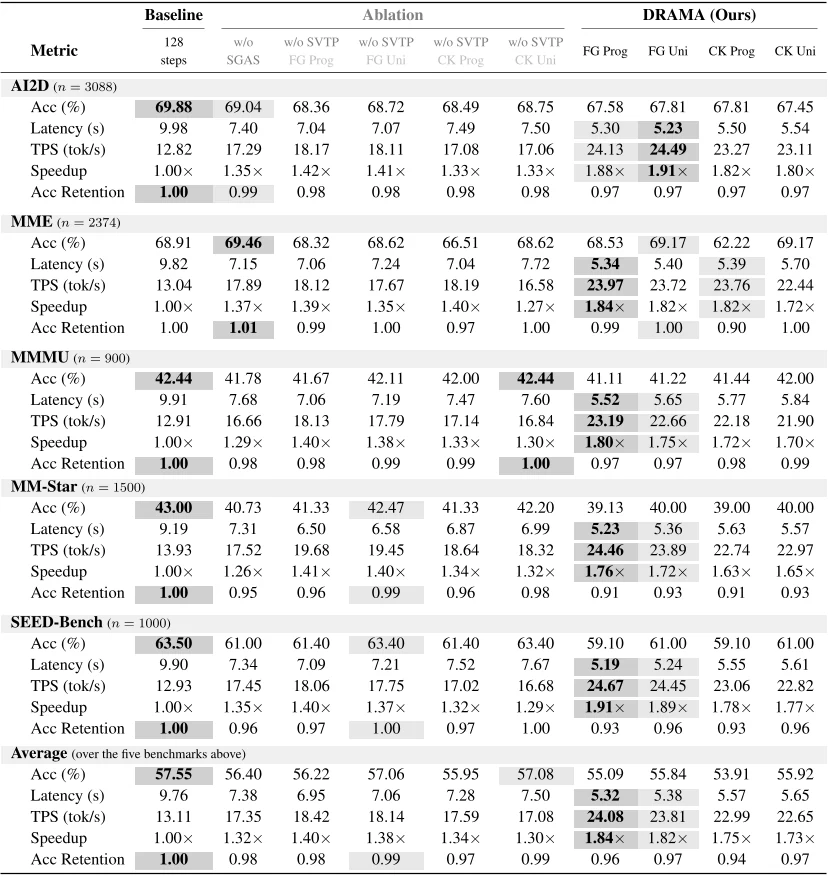 Baseline Ablation DRAMA (Ours)
Metric 128 steps w/o SGAS w/o SVTP FG Prog w/o SVTP FG Uni w/o SVTP CK Prog w/o SVTP CK Uni FG Prog FG Uni CK Prog CK Uni
AI2D (n = 3088)
Acc (%) 69.88 69.04 68.36 68.72 68.49 68.75 67.58 67.81 67.81 67.45
Latency (s) 9.98 7.40 7.04 7.07 7.49 7.50 5.30 5.23 5.50 5.54
TPS (tok/s) 12.82 17.29 18.17 18.11 17.08 17.06 24.13 24.49 23.27 23.11
Speedup 1.00× 1.35× 1.42× 1.41× 1.33× 1.33× 1.88× 1.91× 1.82× 1.80×
Acc Retention 1.00 0.99 0.98 0.98 0.98 0.98 0.97 0.97 0.97 0.97
MME (n = 2374)
Acc (%) 68.91 69.46 68.32 68.62 66.51 68.62 68.53 69.17 62.22 69.17
Latency (s) 9.82 7.15 7.06 7.24 7.04 7.72 5.34 5.40 5.39 5.70
TPS (tok/s) 13.04 17.89 18.12 17.67 18.19 16.58 23.97 23.72 23.76 22.44
Speedup 1.00× 1.37× 1.39× 1.35× 1.40× 1.27× 1.84× 1.82× 1.82× 1.72×
Acc Retention 1.00 1.01 0.99 1.00 0.97 1.00 0.99 1.00 0.90 1.00
MMMU (n = 900)
Acc (%) 42.44 41.78 41.67 42.11 42.00 42.44 41.11 41.22 41.44 42.00
Latency (s) 9.91 7.68 7.06 7.19 7.47 7.60 5.52 5.65 5.77 5.84
TPS (tok/s) 12.91 16.66 18.13 17.79 17.14 16.84 23.19 22.66 22.18 21.90
Speedup 1.00× 1.29× 1.40× 1.38× 1.33× 1.30× 1.80× 1.75× 1.72× 1.70×
Acc Retention 1.00 0.98 0.98 0.99 0.99 1.00 0.97 0.97 0.98 0.99
MM-Star (n = 1500)
Acc (%) 43.00 40.73 41.33 42.47 41.33 42.20 39.13 40.00 39.00 40.00
Latency (s) 9.19 7.31 6.50 6.58 6.87 6.99 5.23 5.36 5.63 5.57
TPS (tok/s) 13.93 17.52 19.68 19.45 18.64 18.32 24.46 23.89 22.74 22.97
Speedup 1.00× 1.26× 1.41× 1.40× 1.34× 1.32× 1.76× 1.72× 1.63× 1.65×
Acc Retention 1.00 0.95 0.96 0.99 0.96 0.98 0.91 0.93 0.91 0.93
SEED-Bench (n = 1000)
Acc (%) 63.50 61.00 61.40 63.40 61.40 63.40 59.10 61.00 59.10 61.00
Latency (s) 9.90 7.34 7.09 7.21 7.52 7.67 5.19 5.24 5.55 5.61
TPS (tok/s) 12.93 17.45 18.06 17.75 17.02 16.68 24.67 24.45 23.06 22.82
Speedup 1.00× 1.35× 1.40× 1.37× 1.32× 1.29× 1.91× 1.89× 1.78× 1.77×
Acc Retention 1.00 0.96 0.97 1.00 0.97 1.00 0.93 0.96 0.93 0.96
Average (over the five benchmarks above)
Acc (%) 57.55 56.40 56.22 57.06 55.95 57.08 55.09 55.84 53.91 55.92
Latency (s) 9.76 7.38 6.95 7.06 7.28 7.50 5.32 5.38 5.57 5.65
TPS (tok/s) 13.11 17.35 18.42 18.14 17.59 17.08 24.08 23.81 22.99 22.65
Speedup 1.00× 1.32× 1.40× 1.38× 1.34× 1.30× 1.84× 1.82× 1.75× 1.73×
Acc Retention 1.00 0.98 0.98 0.99 0.97 0.99 0.96 0.97 0.94 0.97